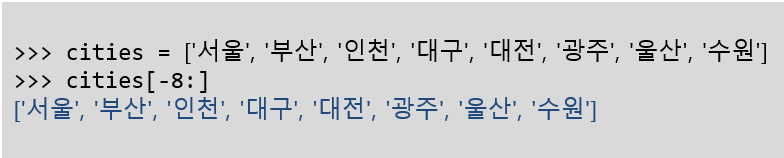 >>> cities = ['서울', '부산', '인천', '대구', '대전', '광주', '울산', '수원']
>>> cities[-8:]
['서울', '부산', '인천', '대구', '대전', '광주', '울산', '수원']